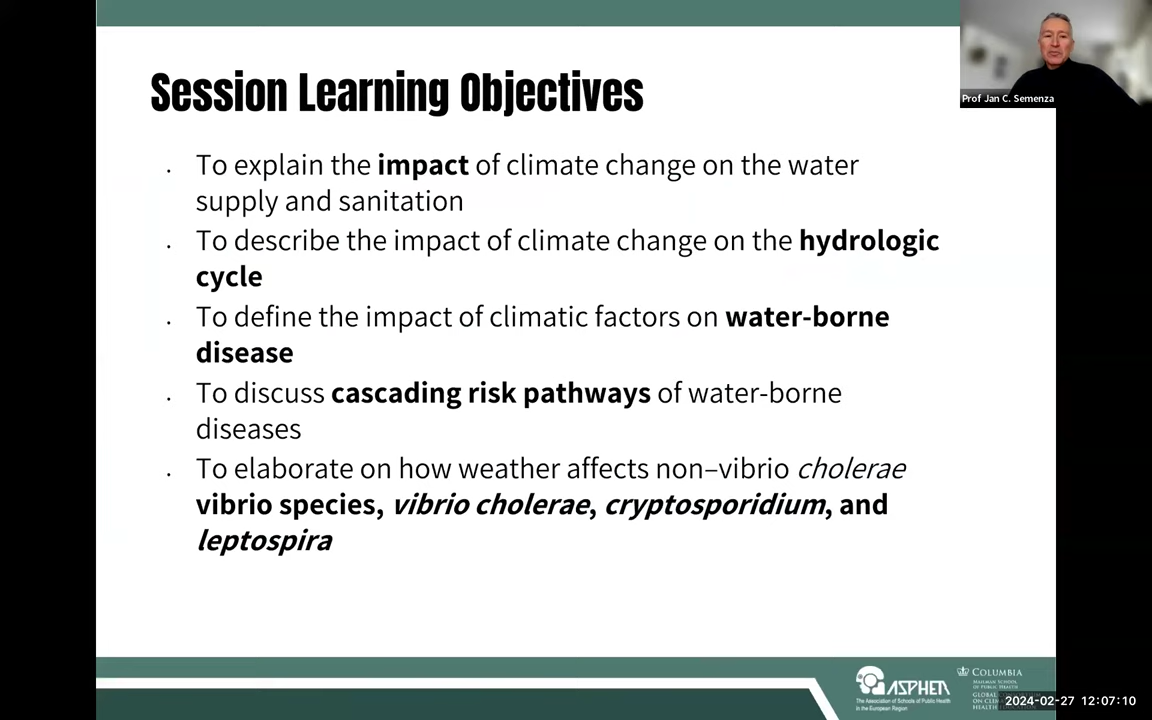 Prof Jan C. Semenza
Session Learning Objectives
To explain the impact of climate change on the water
supply and sanitation
To describe the impact of climate change on the hydrologic
cycle
To define the impact of climatic factors on water-borne
disease
To discuss cascading risk pathways of water-borne
diseases
To elaborate on how weather affects non–vibrio cholerae
vibrio species, vibrio cholerae, cryptosporidium, and
leptospira
ASPHER
The Association of Schools of Public Health
in the European Region
COLUMBIA
MAILMAN SCHOOL
OF PUBLIC HEALTH
GLOBAL
ON CLIM
HEALTH
2024-02-27 12:07:10